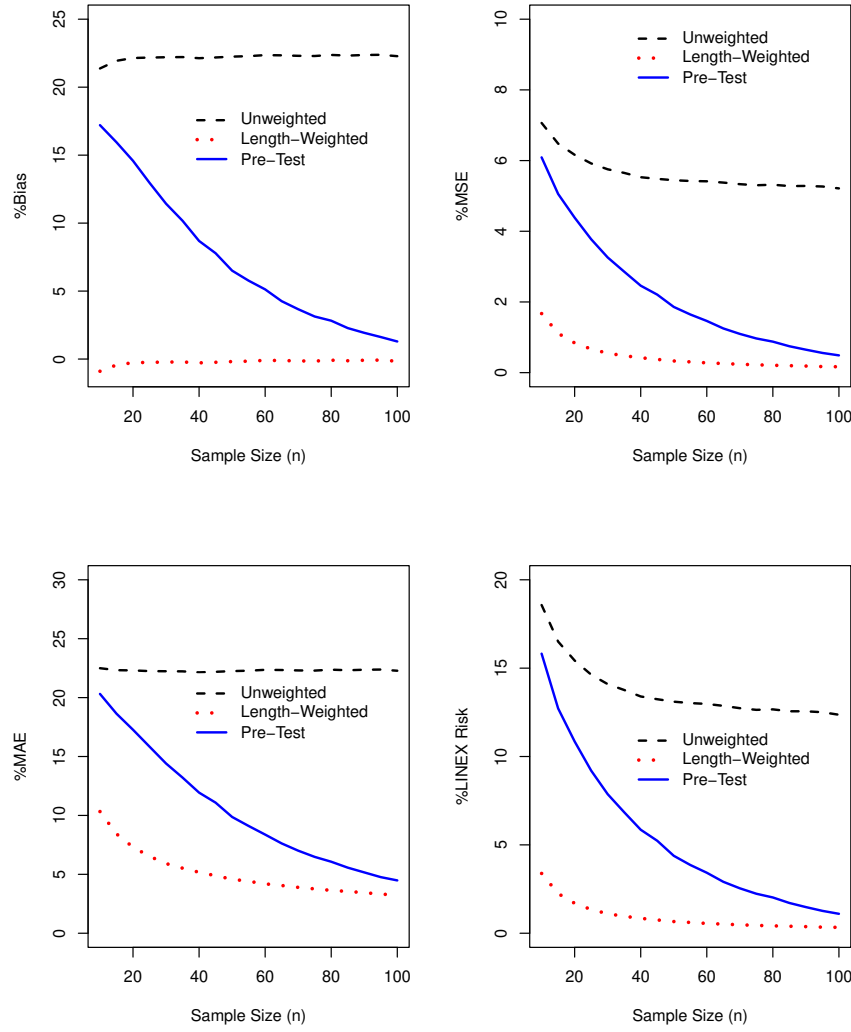 25
20
15
10
5
0
%Bias
Unweighted
Length−Weighted
Pre−Test
20 40 60 80 100
Sample Size (n)
10
8
6
4
2
0
%MSE
Unweighted
Length−Weighted
Pre−Test
20 40 60 80 100
Sample Size (n)
30
25
20
15
10
5
0
%MAE
Unweighted
Length−Weighted
Pre−Test
20 40 60 80 100
Sample Size (n)
20
15
10
5
0
%LINEX Risk
Unweighted
Length−Weighted
Pre−Test
20 40 60 80 100
Sample Size (n)